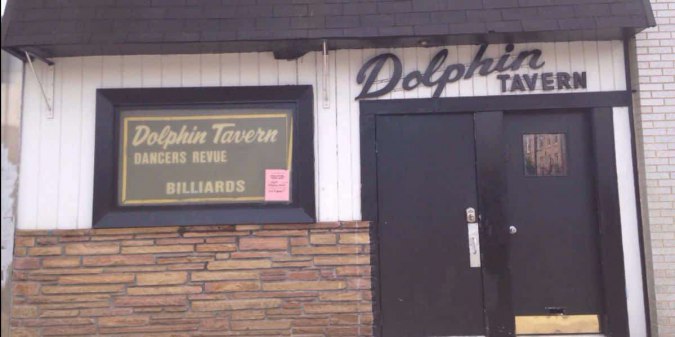 Dolphin
TAVERN
Dolphin Tavern
DANCERS REVUE
BILLIARDS